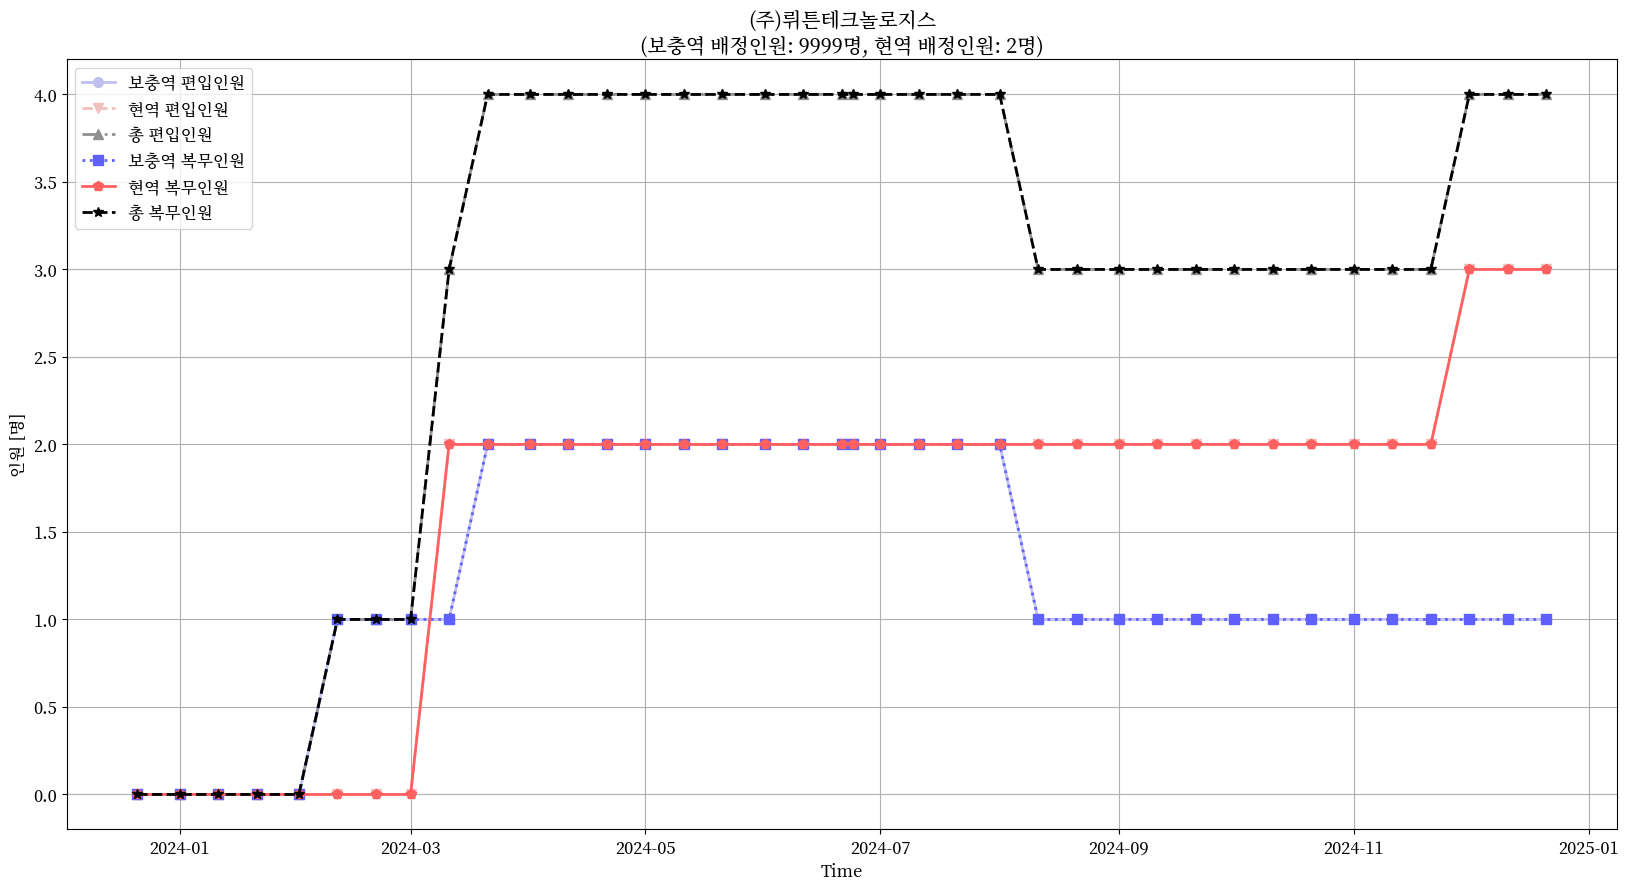 (주)뤼튼테크놀로지스
(보충역 배정인원: 9999명, 현역 배정인원: 2명)
보충역 편입인원
현역 편입인원
총 편입인원
보충역 복무인원
현역 복무인원
총 복무인원
4.0
3.5
3.0
2.5
2.0
1.5
1.0
0.5
0.0
인원 [명]
2024-01
2024-03
2024-05
2024-07
2024-09
2024-11
2025-01
Time